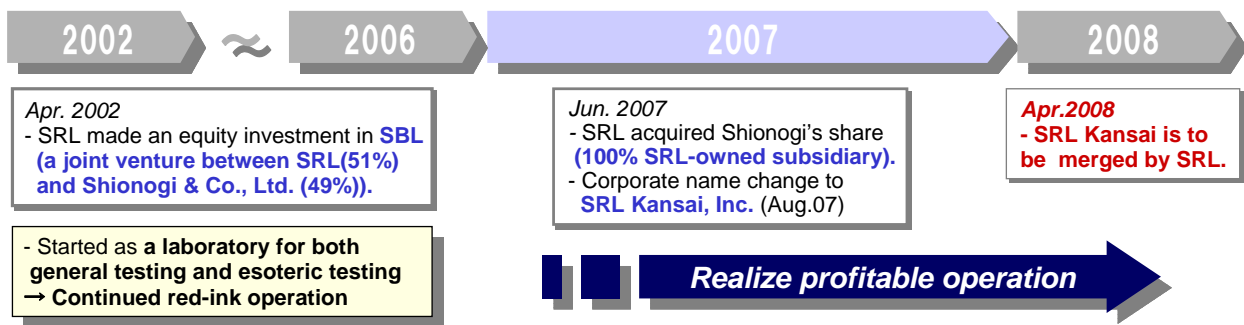 2002
≈
2006
2007
2008
Apr. 2002
- SRL made an equity investment in SBL
(a joint venture between SRL(51%)
and Shionogi & Co., Ltd. (49%)).
- Started as a laboratory for both
general testing and esoteric testing
→ Continued red-ink operation
Jun. 2007
- SRL acquired Shionogi's share
(100% SRL-owned subsidiary).
- Corporate name change to
SRL Kansai, Inc. (Aug.07)
Apr.2008
- SRL Kansai is to
be merged by SRL.
Realize profitable operation